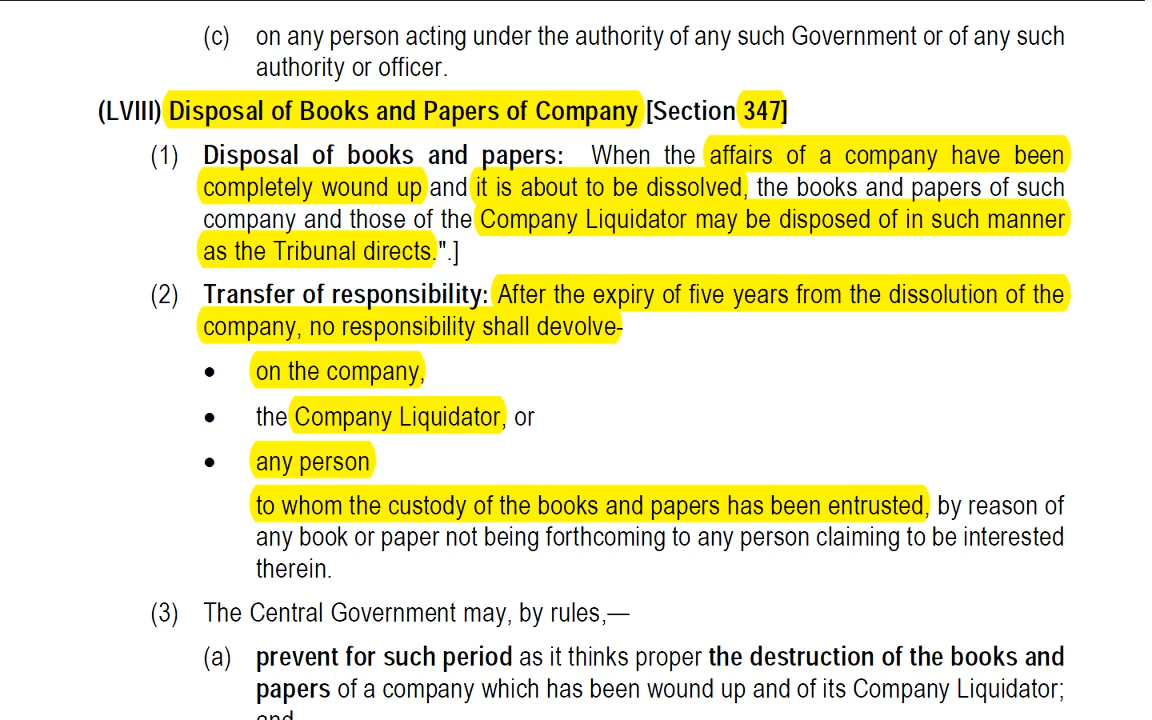 (c) on any person acting under the authority of any such Government or of any such
authority or officer.
(LVIII) Disposal of Books and Papers of Company [Section 347]
(1) Disposal of books and papers: When the affairs of a company have been
completely wound up and it is about to be dissolved, the books and papers of such
company and those of the Company Liquidator may be disposed of in such manner
as the Tribunal directs.".]
(2) Transfer of responsibility: After the expiry of five years from the dissolution of the
company, no responsibility shall devolve-
• on the company,
• the Company Liquidator, or
• any person
to whom the custody of the books and papers has been entrusted, by reason of
any book or paper not being forthcoming to any person claiming to be interested
therein.
(3) The Central Government may, by rules,—
(a) prevent for such period as it thinks proper the destruction of the books and
papers of a company which has been wound up and of its Company Liquidator;
and